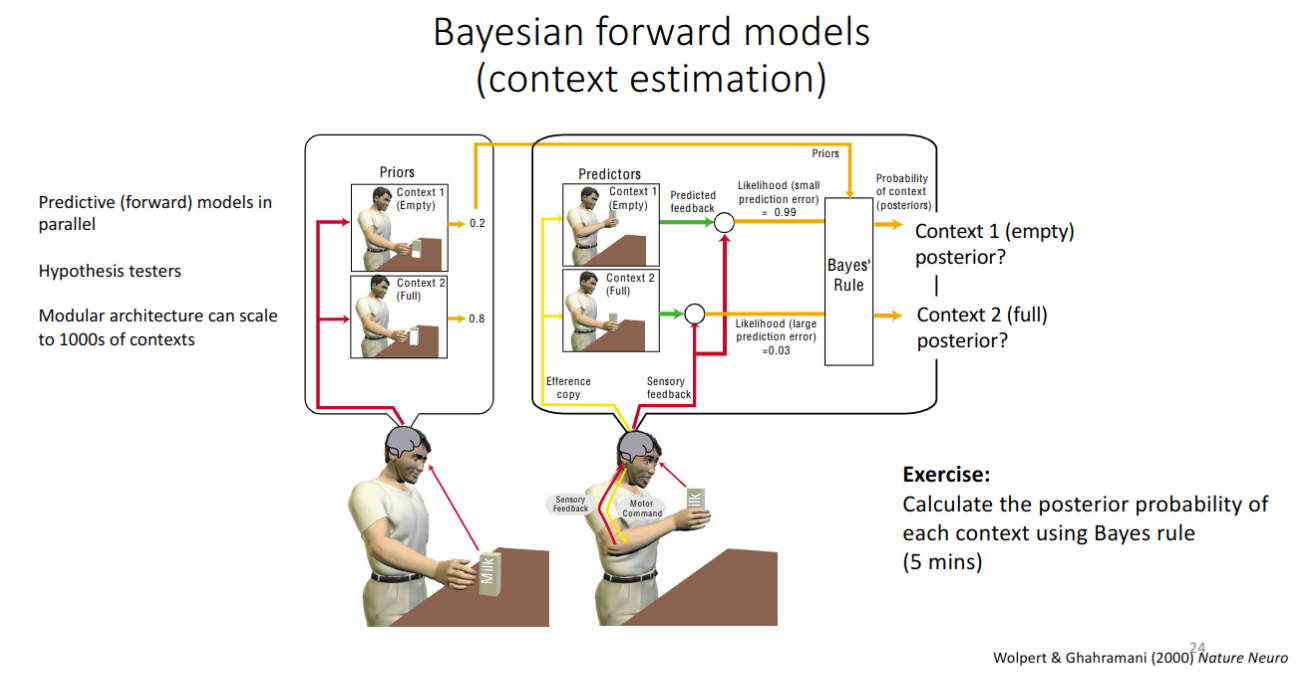 Bayesian forward models
(context estimation)
Predictive (forward) models in
parallel
Hypothesis testers
Modular architecture can scale
to 1000s of contexts
Priors
Context 1
(Empty)
0.2
Context 2
(Full)
0.8
Predictors
Context 1
(Empty)
Context 2
(Full)
Predicted
feedback
Priors
Likelihood (small
prediction error)
= 0.99
Likelihood (large
prediction error)
=0.03
Bayes'
Rule
Probability
of context
(posteriors)
Context 1 (empty)
posterior?
Context 2 (full)
posterior?
Efference
copy
Sensory
feedback
Sensory
Feedback
Motor
Command
Milk
ilk
Exercise:
Calculate the posterior probability of
each context using Bayes rule
(5 mins)
24
Wolpert & Ghahramani (2000) Nature Neuro